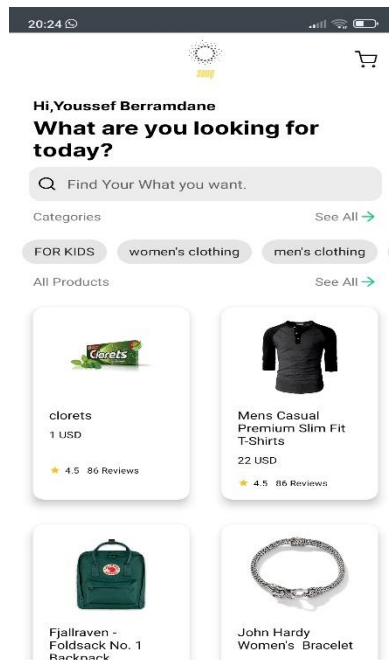 20:24
souq
Hi,Youssef Berramdane
What are you looking for
today?
Find Your What you want.
Categories
See All →
FOR KIDS
women's clothing
men's clothing
All Products
See All →
Clorets
clorets
1 USD
4.5 86 Reviews
Mens Casual
Premium Slim Fit
T-Shirts
22 USD
4.5 86 Reviews
Fjallraven -
Foldsack No. 1
Backpack
John Hardy
Women's Bracelet